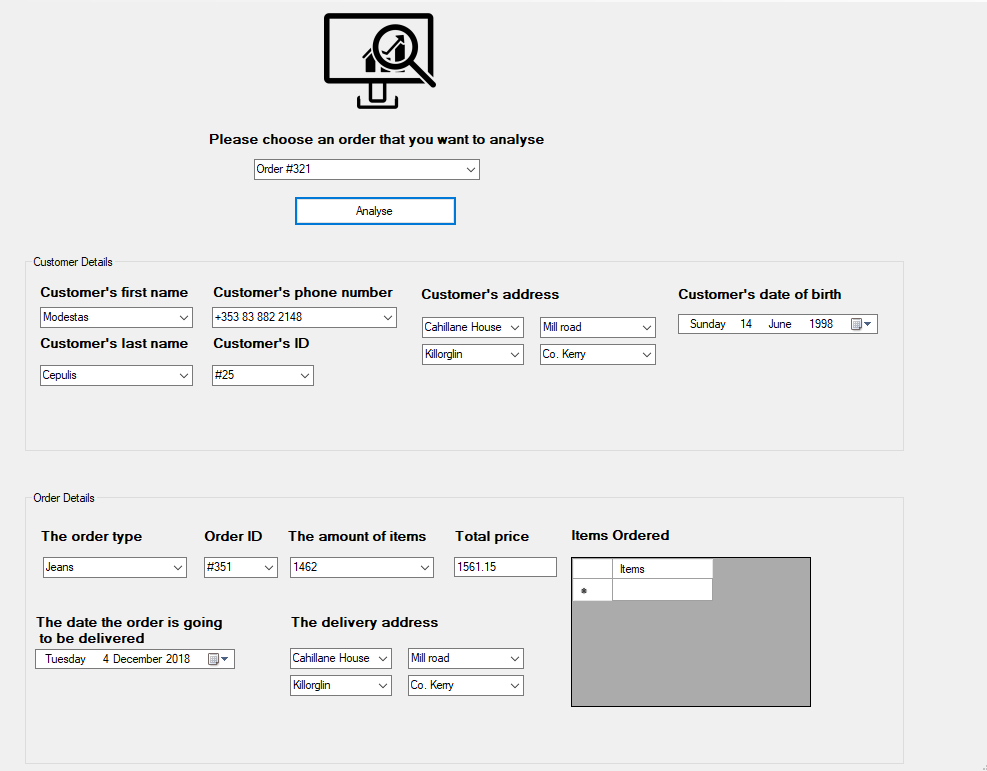 Please choose an order that you want to analyse
Order #321
Analyse
Customer Details
Customer's first name
Customer's phone number
Customer's address
Customer's date of birth
Modestas
+353 83 882 2148
Cahillane House
Mill road
Sunday 14 June 1998
Customer's last name
Customer's ID
Killorglin
Co. Kerry
Cepulis
#25
Order Details
The order type
Order ID
The amount of items
Total price
Items Ordered
Jeans
#351
1462
1561.15
Items
The date the order is going
to be delivered
The delivery address
Tuesday 4 December 2018
Cahillane House
Mill road
Killorglin
Co. Kerry